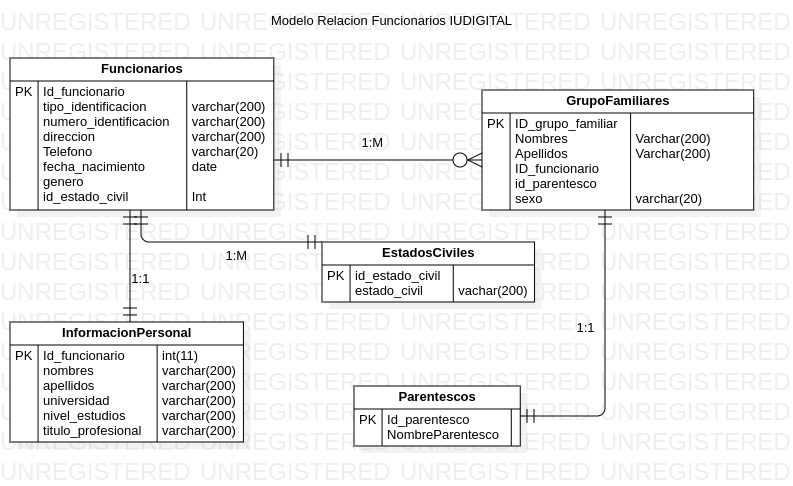 Modelo Relacion Funcionarios IUDIGITAL
Funcionarios
PK Id_funcionario
tipo_identificacion varchar(200)
numero_identificacion varchar(200)
direccion varchar(200)
Telefono varchar(20)
fecha_nacimiento date
genero
id_estado_civil Int
1:M
GrupoFamiliares
PK ID_grupo_familiar
Nombres Varchar(200)
Apellidos Varchar(200)
ID_funcionario
id_parentesco
sexo varchar(20)
1:M
EstadosCiviles
PK id_estado_civil
estado_civil vachar(200)
1:1
InformacionPersonal
PK Id_funcionario int(11)
nombres varchar(200)
apellidos varchar(200)
universidad varchar(200)
nivel_estudios varchar(200)
titulo_profesional varchar(200)
1:1
Parentescos
PK Id_parentesco
NombreParentesco
UNREGISTERED